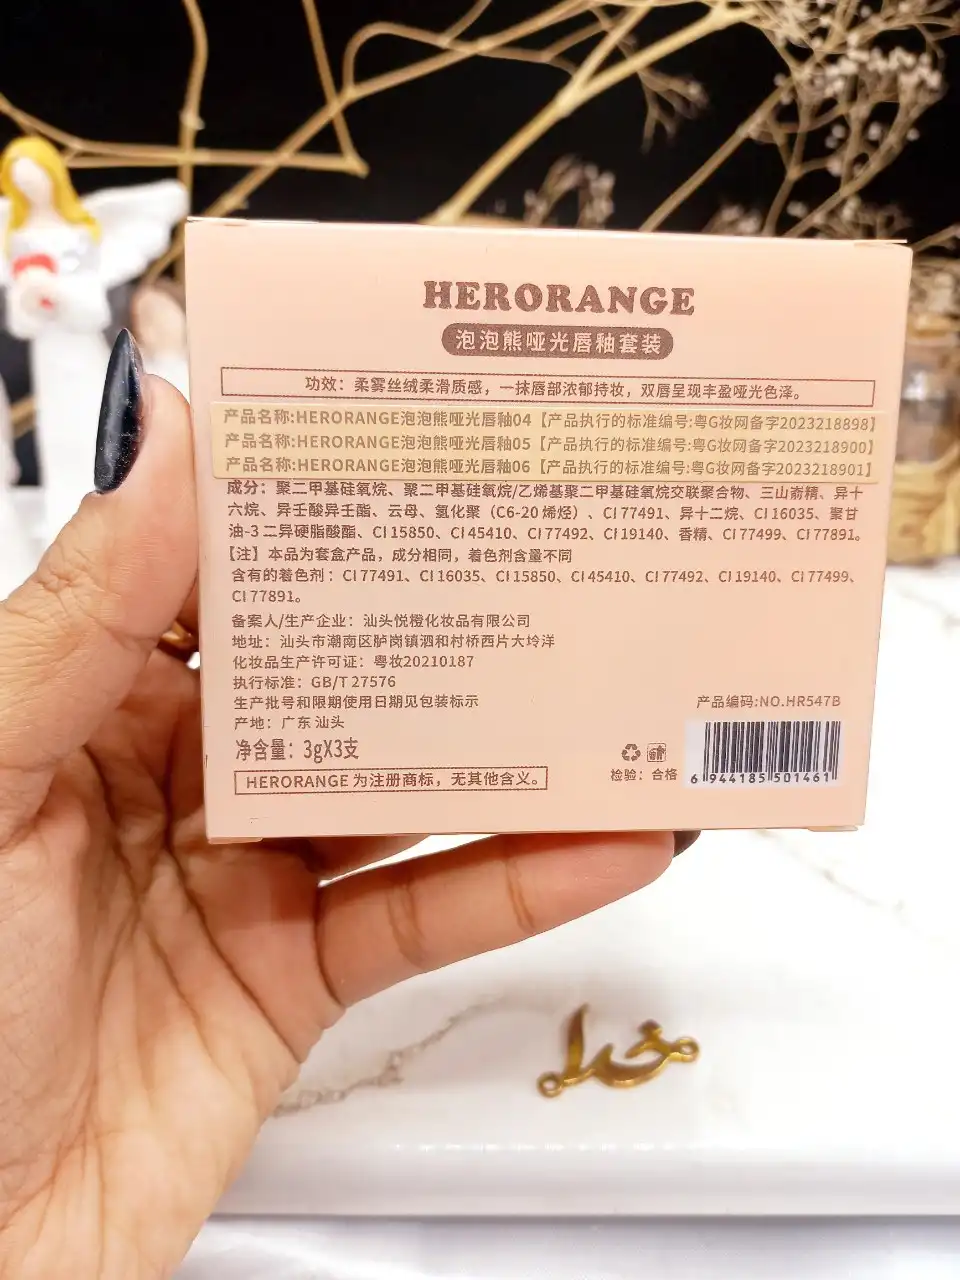 HERORANGE
泡泡熊哑光唇釉套装
功效：柔雾丝绒柔滑质感，一抹唇部浓郁持妆，双唇呈现丰盈哑光色泽。
产品名称:HERORANGE泡泡熊哑光唇釉04【产品执行的标准编号:粤G妆网备字2023218898】
产品名称:HERORANGE泡泡熊哑光唇釉05【产品执行的标准编号:粤G妆网备字2023218900】
产品名称:HERORANGE泡泡熊哑光唇釉06【产品执行的标准编号:粤G妆网备字2023218901】
成分：聚二甲基硅氧烷、聚二甲基硅氧烷/乙烯基聚二甲基硅氧烷交联聚合物、三山嵛精、异十
六烷、异壬酸异壬酯、云母、氢化聚（C6-20 烯烃）、CI 77491、异十二烷、CI 16035、聚甘
油-3 二异硬脂酸酯、CI 15850、CI 45410、CI 77492、CI 19140、香精、CI 77499、CI 77891。
【注】本品为套盒产品，成分相同，着色剂含量不同
含有的着色剂：CI 77491、CI 16035、CI 15850、CI 45410、CI 77492、CI 19140、CI 77499、
CI 77891。
备案人/生产企业：汕头悦橙化妆品有限公司
地址：汕头市潮南区胪岗镇泗和村桥西片大坽洋
化妆品生产许可证：粤妆20210187
执行标准：GB/T 27576
生产批号和限期使用日期见包装标示
产地：广东 汕头
净含量：3gX3支
HERORANGE 为注册商标，无其他含义。
产品编码:NO.HR547B
检验：合格
6 944185 501461
خدا